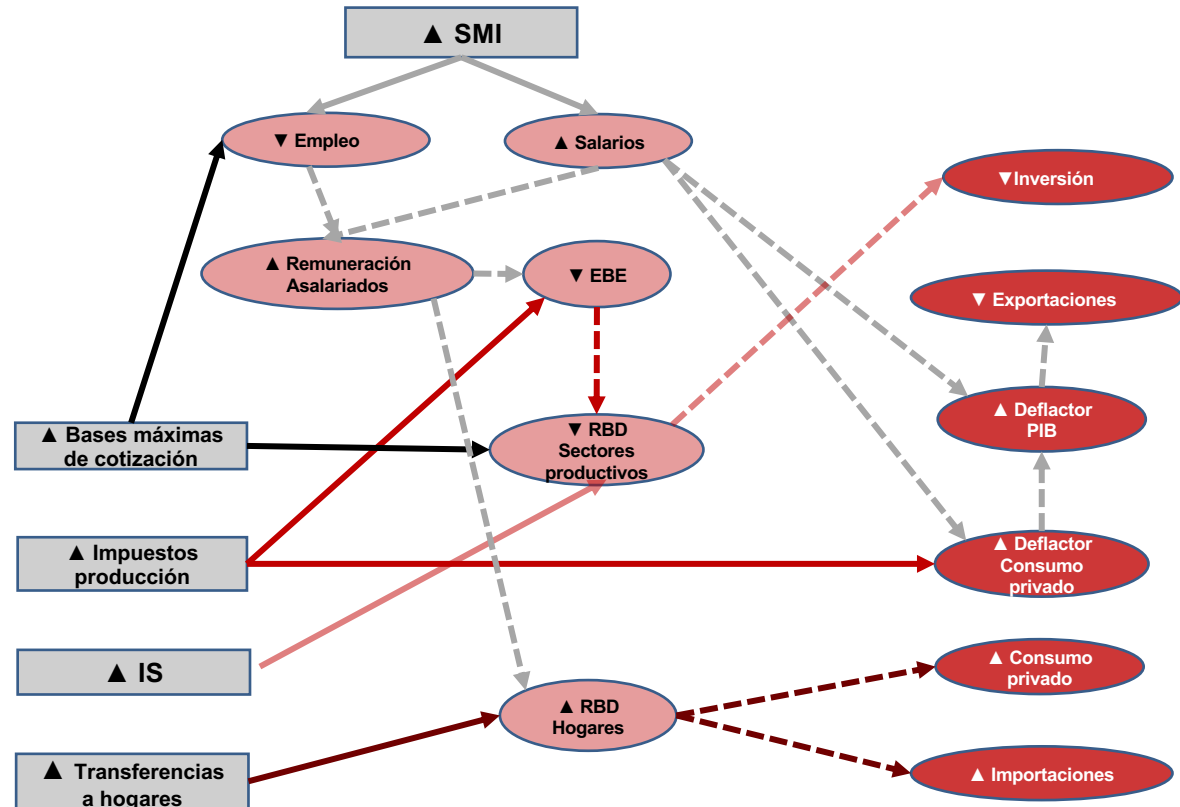 ▲ SMI
▼ Empleo
▲ Salarios
▼Inversión
▲ Remuneración
Asalariados
▼ EBE
▼ Exportaciones
▲ Bases máximas
de cotización
▼ RBD
Sectores
productivos
▲ Deflactor
PIB
▲ Impuestos
producción
▲ Deflactor
Consumo
privado
▲ IS
▲ RBD
Hogares
▲ Consumo
privado
▲ Transferencias
a hogares
▲ Importaciones